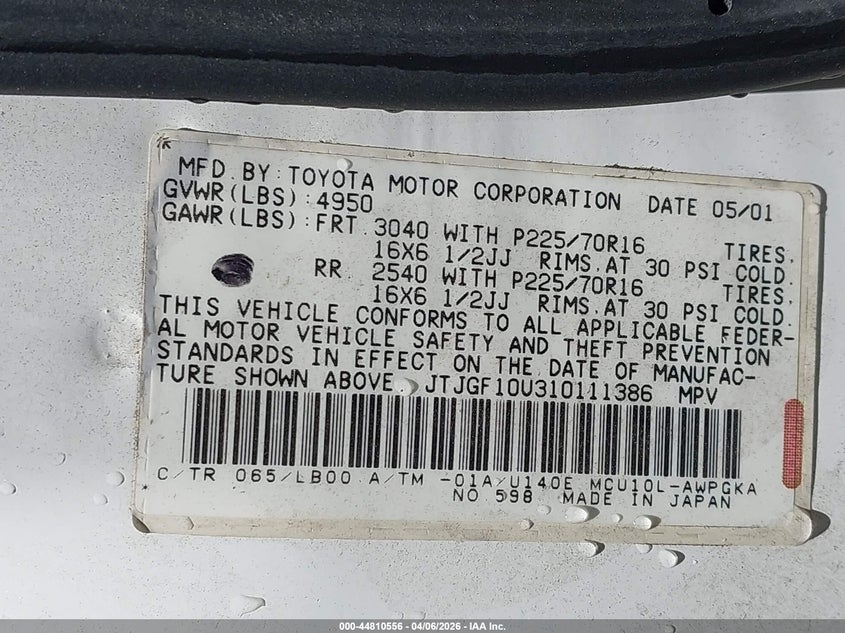 MFD. BY: TOYOTA MOTOR CORPORATION DATE 05/01
GVWR(LBS):4950
GAWR(LBS):FRT. 3040 WITH P225/70R16 TIRES.
16X6 1/2JJ RIMS.AT 30 PSI COLD.
RR 2540 WITH P225/70R16 TIRES.
16X6 1/2JJ RIMS.AT 30 PSI COLD.
THIS VEHICLE CONFORMS TO ALL APPLICABLE FEDER-
AL MOTOR VEHICLE SAFETY AND THEFT PREVENTION
STANDARDS IN EFFECT ON THE DATE OF MANUFAC-
TURE SHOWN ABOVE. JTJGF10U310111386 MPV
C/TR 065/LB00 A/TM -01A/U140E MCU10L-AWPGKA
NO 598 MADE IN JAPAN
000-44810556 - 04/06/2026 - IAA Inc.